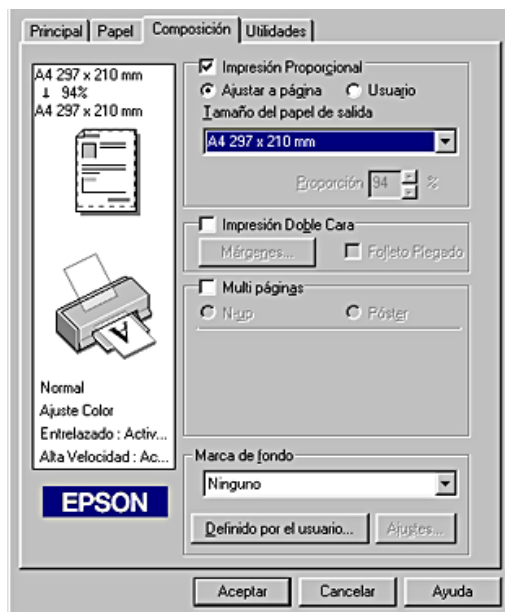 Principal Papel Composición Utilidades
A4 297 x 210 mm
↓ 94%
A4 297 x 210 mm
Normal
Ajuste Color
Entrelazado : Activ...
Alta Velocidad : Ac...
EPSON
Impresión Proporcional
Ajustar a página Usuario
Tamaño del papel de salida
A4 297 x 210 mm
Proporción 94 %
Impresión Doble Cara
Márgenes... Folleto Plegado
Multi páginas
N-up Póster
Marca de fondo
Ninguno
Definido por el usuario... Ajustes...
Aceptar Cancelar Ayuda